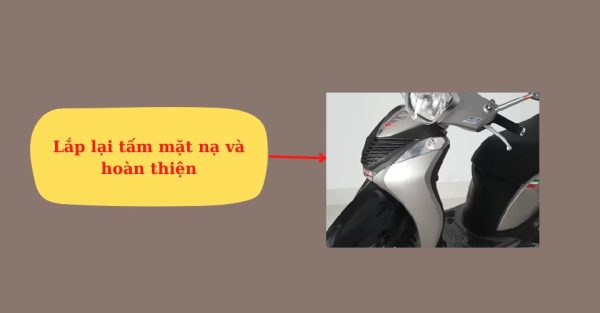 Lắp lại tấm mặt nạ và
hoàn thiện